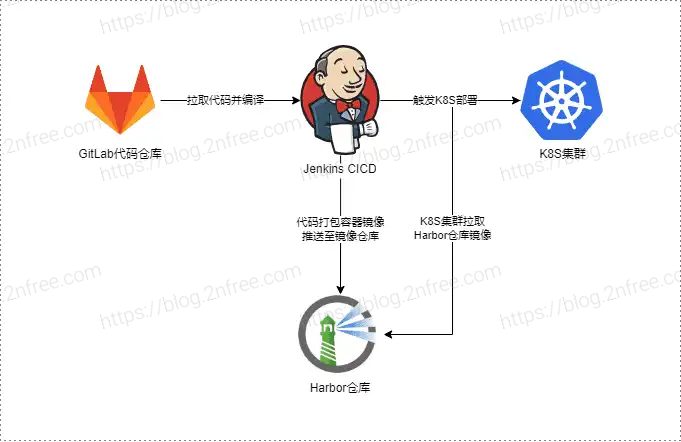 https://blog.2nfree.com
https://blog.2nfree.com
https://blog.2nfree.com
拉取代码并编译
触发K8S部署
GitLab代码仓库
Jenkins CICD
K8S集群
2nfree.com
https://blog.2nfree.com
https://blog.2nfree.com
代码打包容器镜像
推送至镜像仓库
K8S集群拉取
Harbor仓库镜像
2nfree.com
https://blog.2nfree.com
https://blog.2nfree.com
Harbor仓库